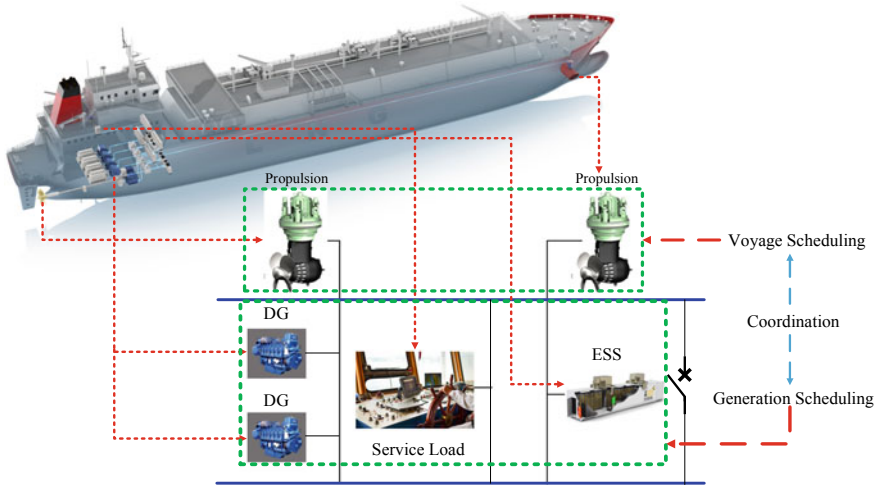 Propulsion
Propulsion
Voyage Scheduling
DG
Coordination
ESS
DG
Generation Scheduling
Service Load